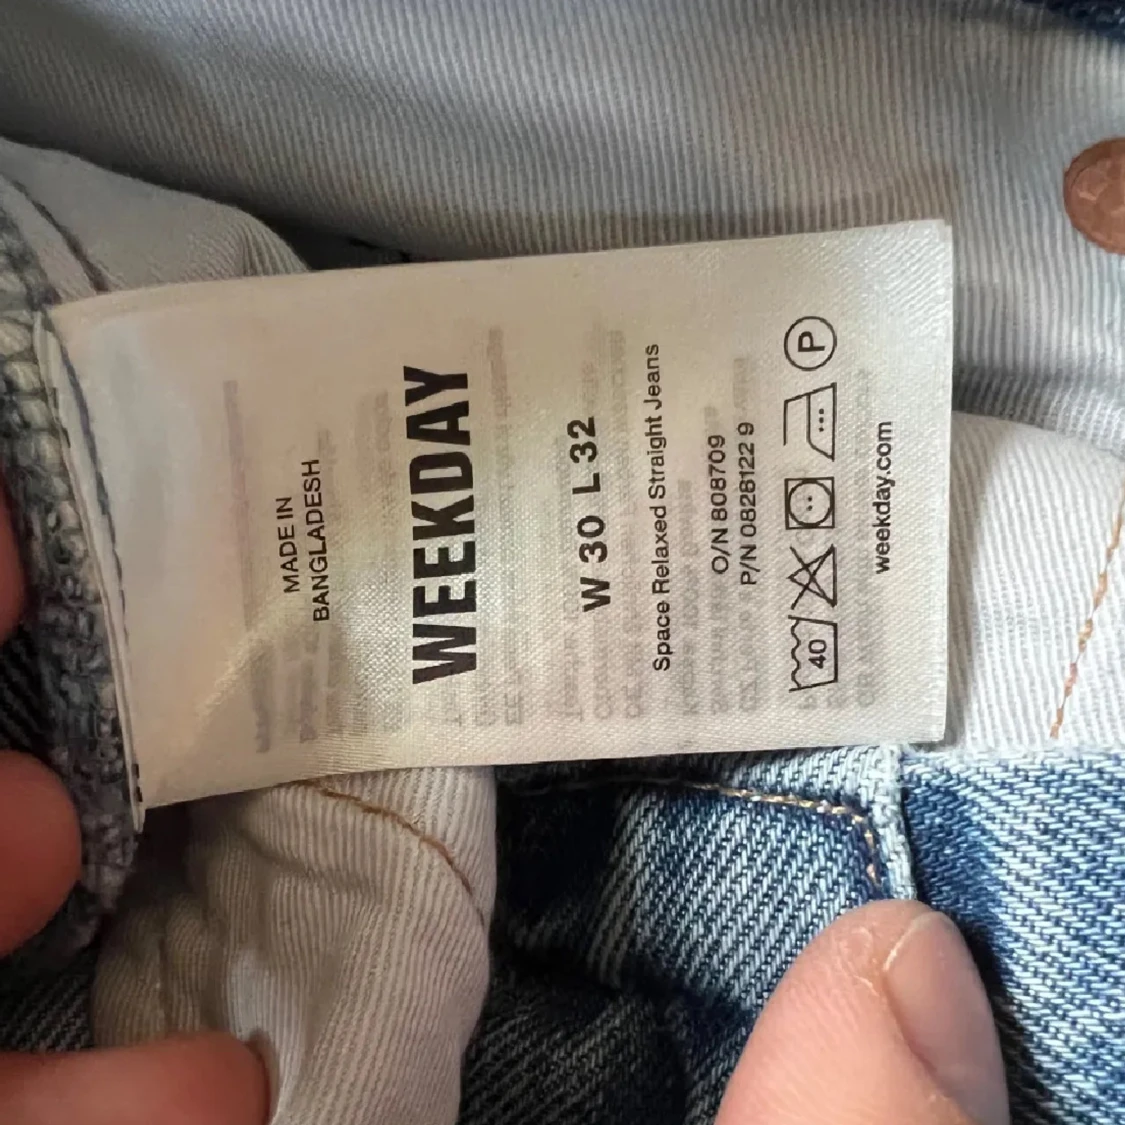 MADE IN
BANGLADESH
WEEKDAY
W 30 L 32
Space Relaxed Straight Jeans
O/N 808709
P/N 0828122 9
40 P
weekday.com